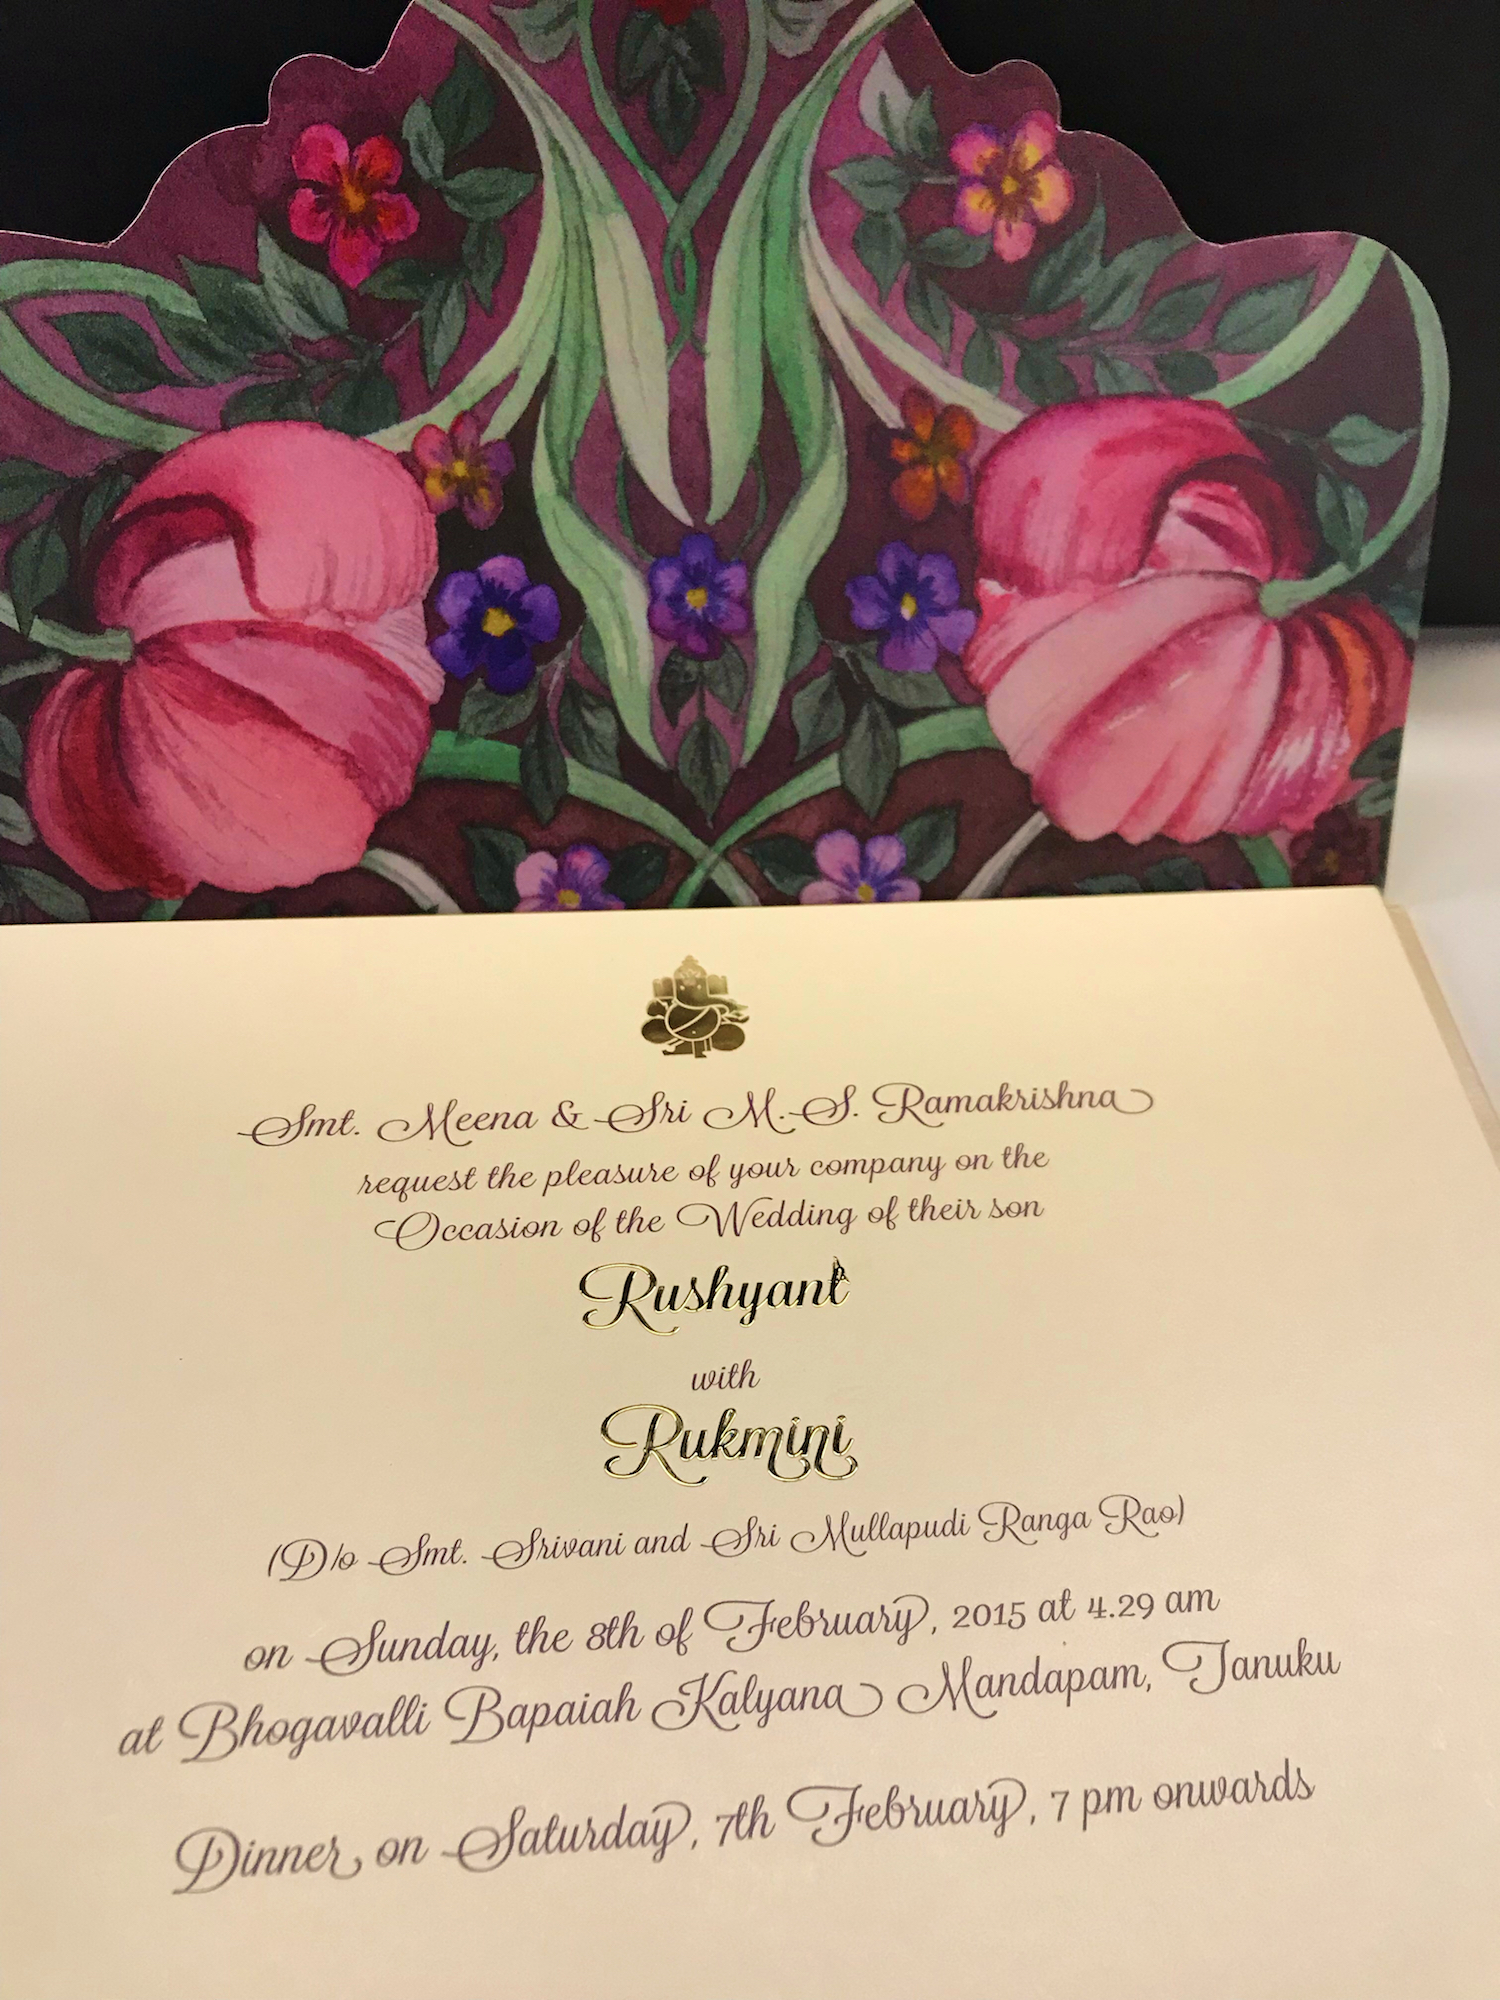 Smt. Meena & Sri M.S. Ramakrishna
request the pleasure of your company on the
Occasion of the Wedding of their son
Rushyant
with
Rukmini
(D/o Smt. Srivani and Sri Mullapudi Ranga Rao)
on Sunday, the 8th of February, 2015 at 4.29 am
at Bhogavalli Bapaiah Kalyana Mandapam, Tanuku
Dinner on Saturday, 7th February, 7 pm onwards